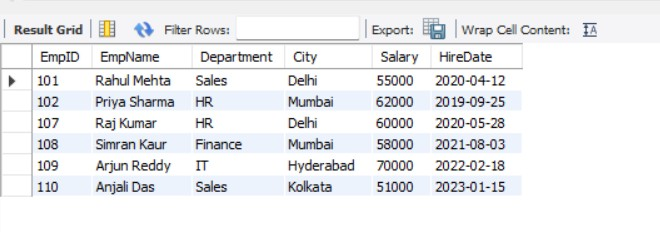 Result Grid Filter Rows: Export: Wrap Cell Content: IA
EmpID EmpName Department City Salary HireDate
101 Rahul Mehta Sales Delhi 55000 2020-04-12
102 Priya Sharma HR Mumbai 62000 2019-09-25
107 Raj Kumar HR Delhi 60000 2020-05-28
108 Simran Kaur Finance Mumbai 58000 2021-08-03
109 Arjun Reddy IT Hyderabad 70000 2022-02-18
110 Anjali Das Sales Kolkata 51000 2023-01-15